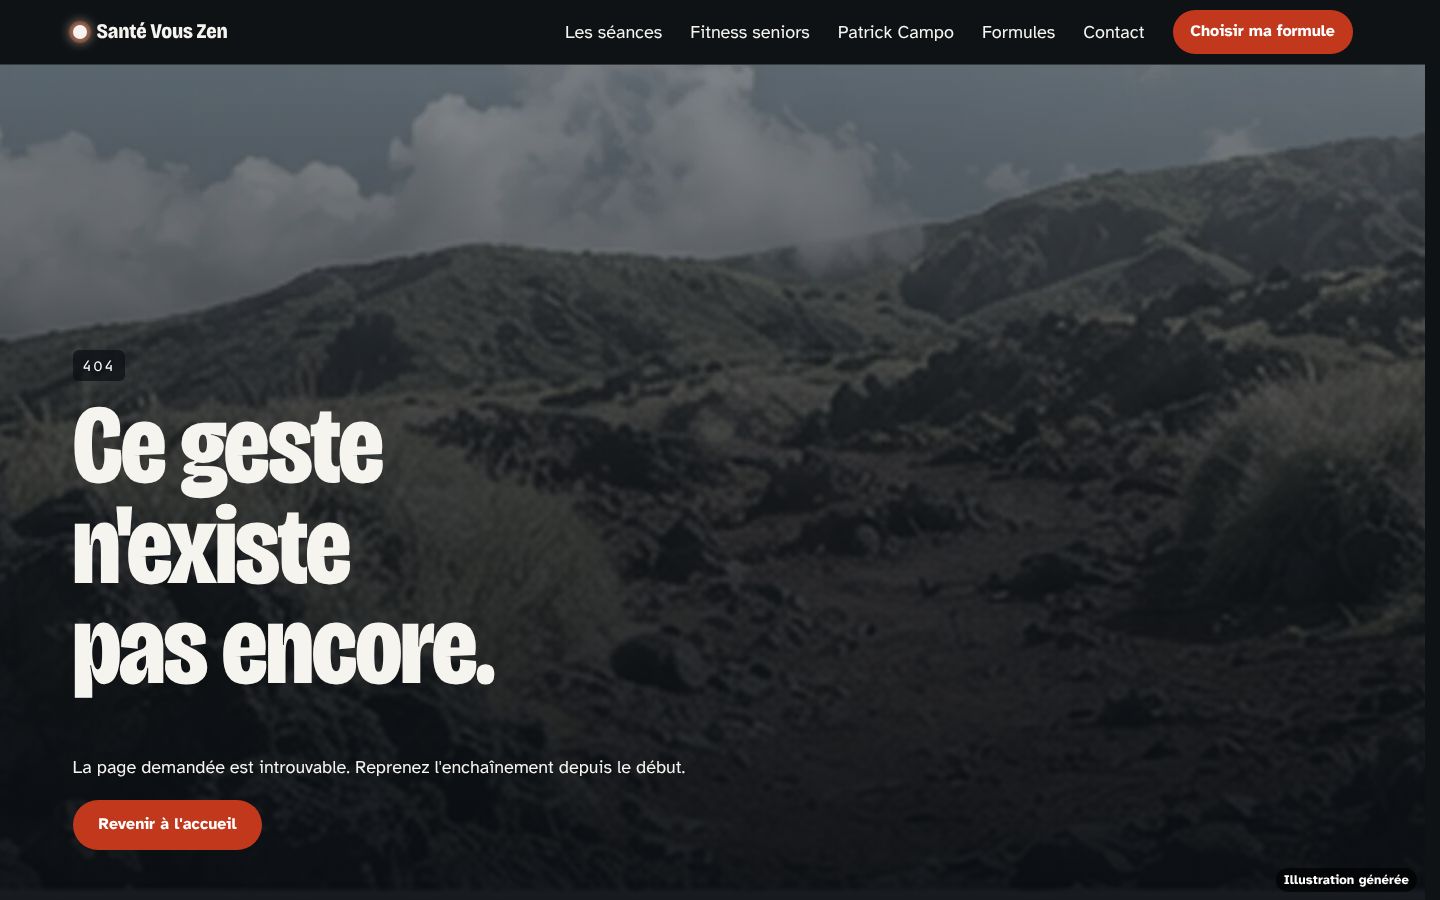 Santé Vous Zen
Les séances
Fitness seniors
Patrick Campo
Formules
Contact
Choisir ma formule
404
Ce geste
n'existe
pas encore.
La page demandée est introuvable. Reprenez l'enchaînement depuis le début.
Revenir à l'accueil
Illustration générée